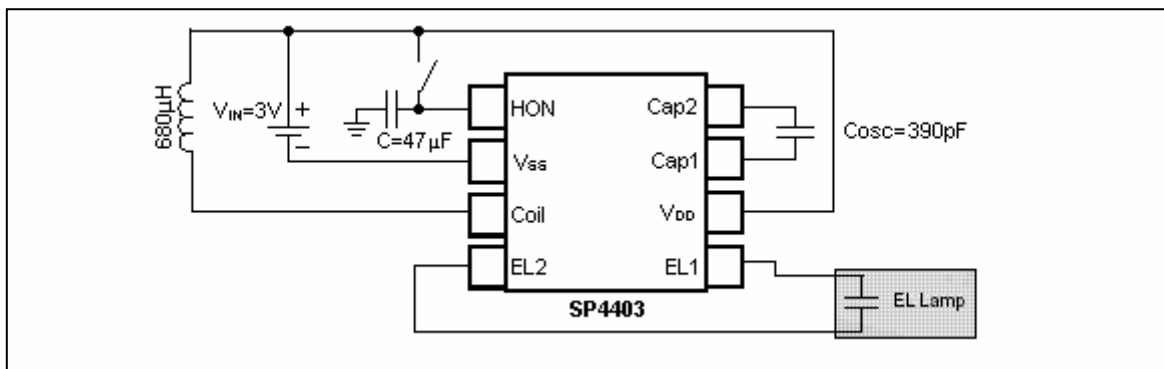 680µH
VIN=3V
+
−
C=47µF
HON
VSS
Coil
EL2
Cap2
Cap1
VDD
EL1
SP4403
Cosc=390pF
EL Lamp